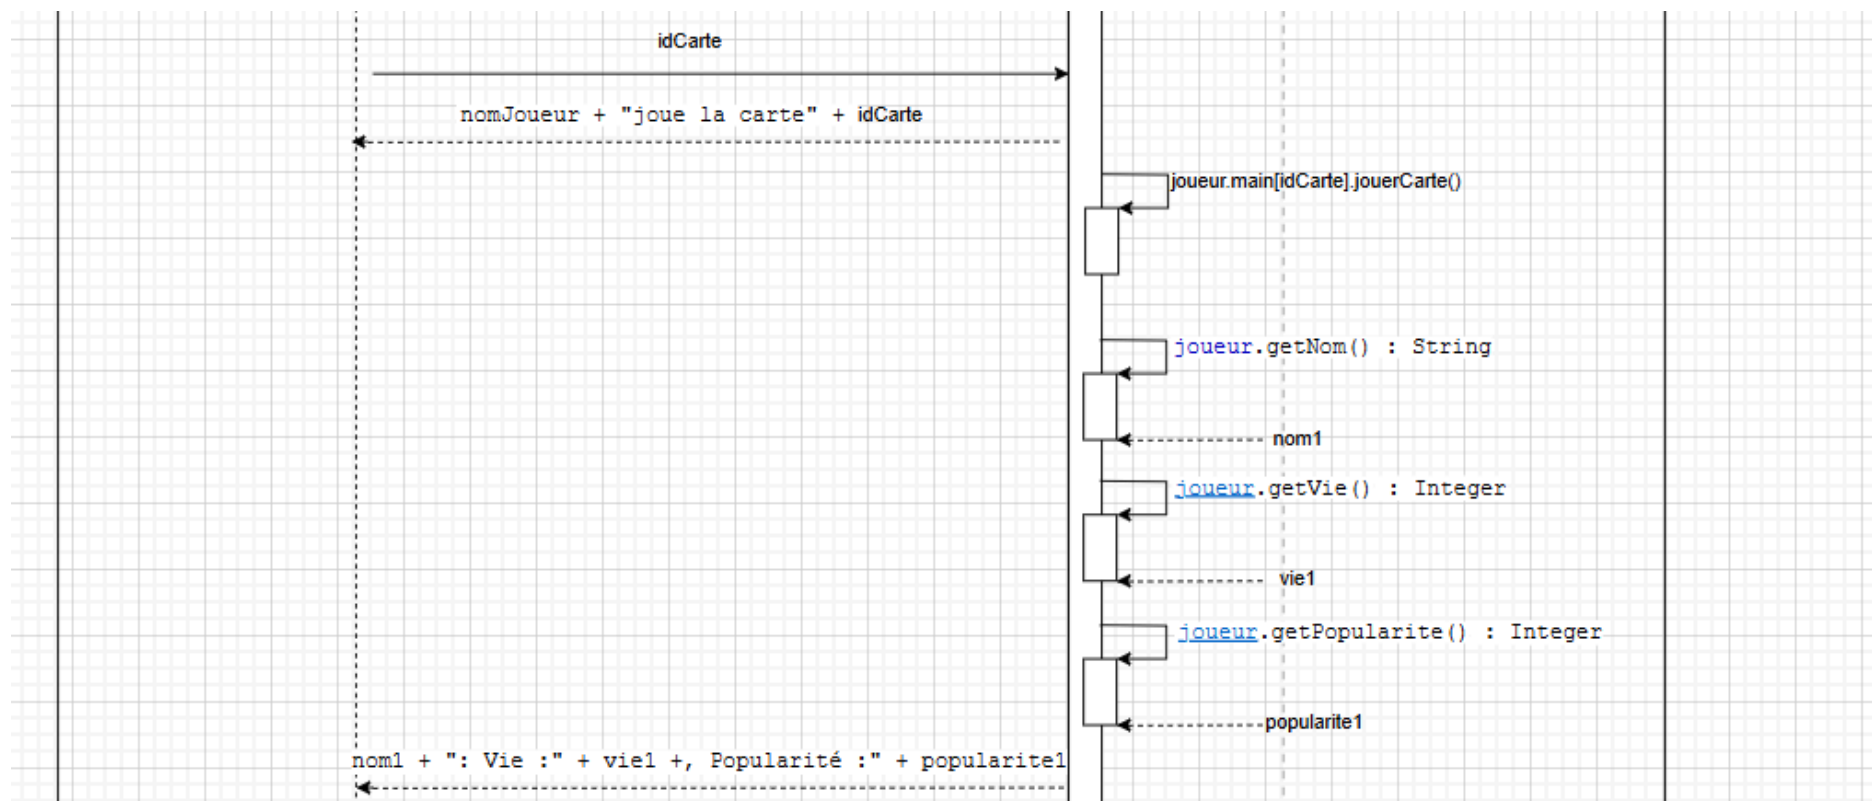 idCarte
nomJoueur + "joue la carte" + idCarte
joueur.main[idCarte].jouerCarte()
joueur.getNom() : String
nom1
joueur.getVie() : Integer
vie1
joueur.getPopularite() : Integer
popularite1
nom1 + ": Vie :" + vie1 +, Popularité :" + popularite1